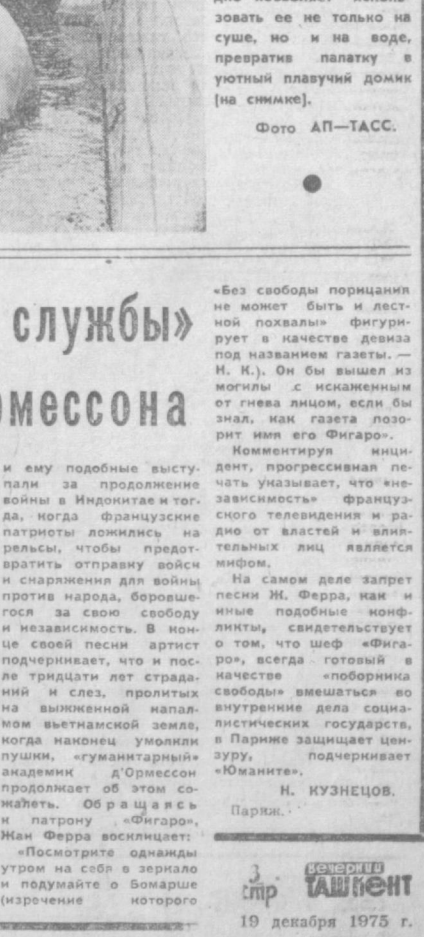 зовать ее не только на
суше, но и на воде,
превратив палатку в
уютный плавучий домик
[на снимке].
Фото АП—ТАСС.
службы»
рмессона
и ему подобные высту-
пали за продолжение
войны в Индокитае и тог-
да, когда французские
патриоты ложились на
рельсы, чтобы предот-
вратить отправку войск
и снаряжения для войны
против народа, боровше-
гося за свою свободу
и независимость. В кон-
це своей песни артист
подчеркивает, что и пос-
ле тридцати лет страда-
ний и слез, пролитых
на выжженной напал-
мом вьетнамской земле,
когда наконец умолкли
пушки, «гуманитарный»
академик д'Ормессон
продолжает об этом со-
жалеть. Обращаясь
к патрону «Фигаро»,
Жан Ферра восклицает:
«Посмотрите однажды
утром на себя в зеркало
и подумайте о Бомарше
(изречение которого
«Без свободы порицания
не может быть и лест-
ной похвалы» фигури-
рует в качестве девиза
под названием газеты. —
Н. К.). Он бы вышел из
могилы с искаженным
от гнева лицом, если бы
знал, как газета позо-
рит имя его Фигаро».
Комментируя инци-
дент, прогрессивная пе-
чать указывает, что «не-
зависимость» француз-
ского телевидения и ра-
дио от властей и влия-
тельных лиц является
мифом.
На самом деле запрет
песни Ж. Ферра, как и
иные подобные конф-
ликты, свидетельствует
о том, что шеф «Фига-
ро», всегда готовый в
качестве «поборника
свободы» вмешаться во
внутренние дела социа-
листических государств,
в Париже защищает цен-
зуру, подчеркивает
«Юманите».
Н. КУЗНЕЦОВ.
Париж.
3
стр
вечерний
ТАШКЕНТ
19 декабря 1975 г.